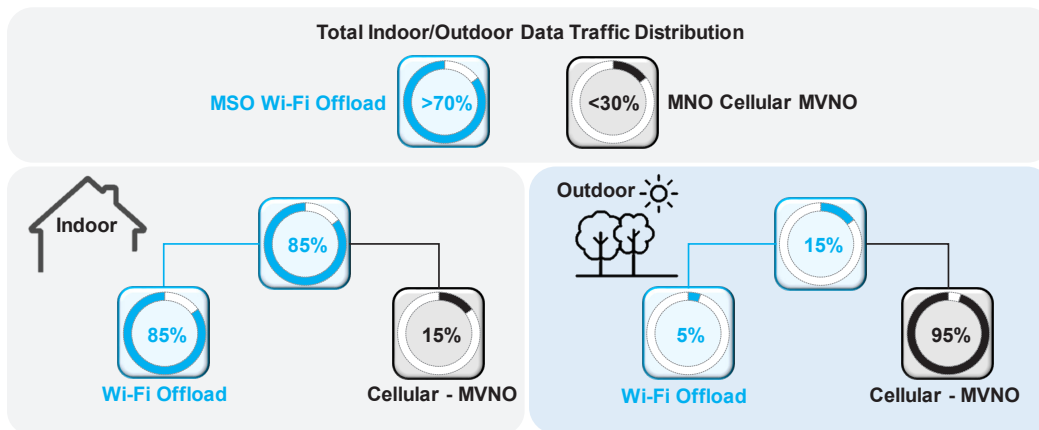 Total Indoor/Outdoor Data Traffic Distribution
MSO Wi-Fi Offload
>70%
<30%
MNO Cellular MVNO
Indoor
85%
85%
15%
Wi-Fi Offload
Cellular - MVNO
Outdoor
15%
5%
95%
Wi-Fi Offload
Cellular - MVNO